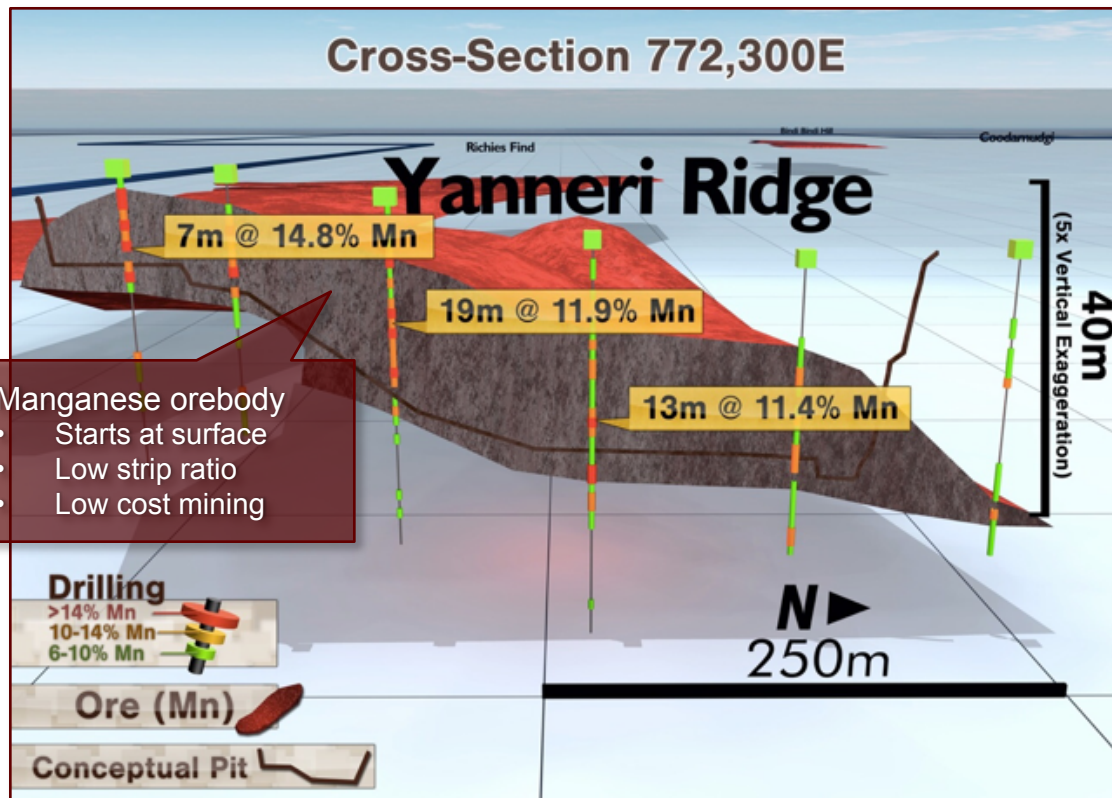 Cross-Section 772,300E
Richies Find
Bindi Bindi Hill
Coodamudgi
Yanneri Ridge
7m @ 14.8% Mn
19m @ 11.9% Mn
13m @ 11.4% Mn
40m
(5x Vertical Exaggeration)
Manganese orebody
• Starts at surface
• Low strip ratio
• Low cost mining
Drilling
>14% Mn
10-14% Mn
6-10% Mn
N
250m
Ore (Mn)
Conceptual Pit